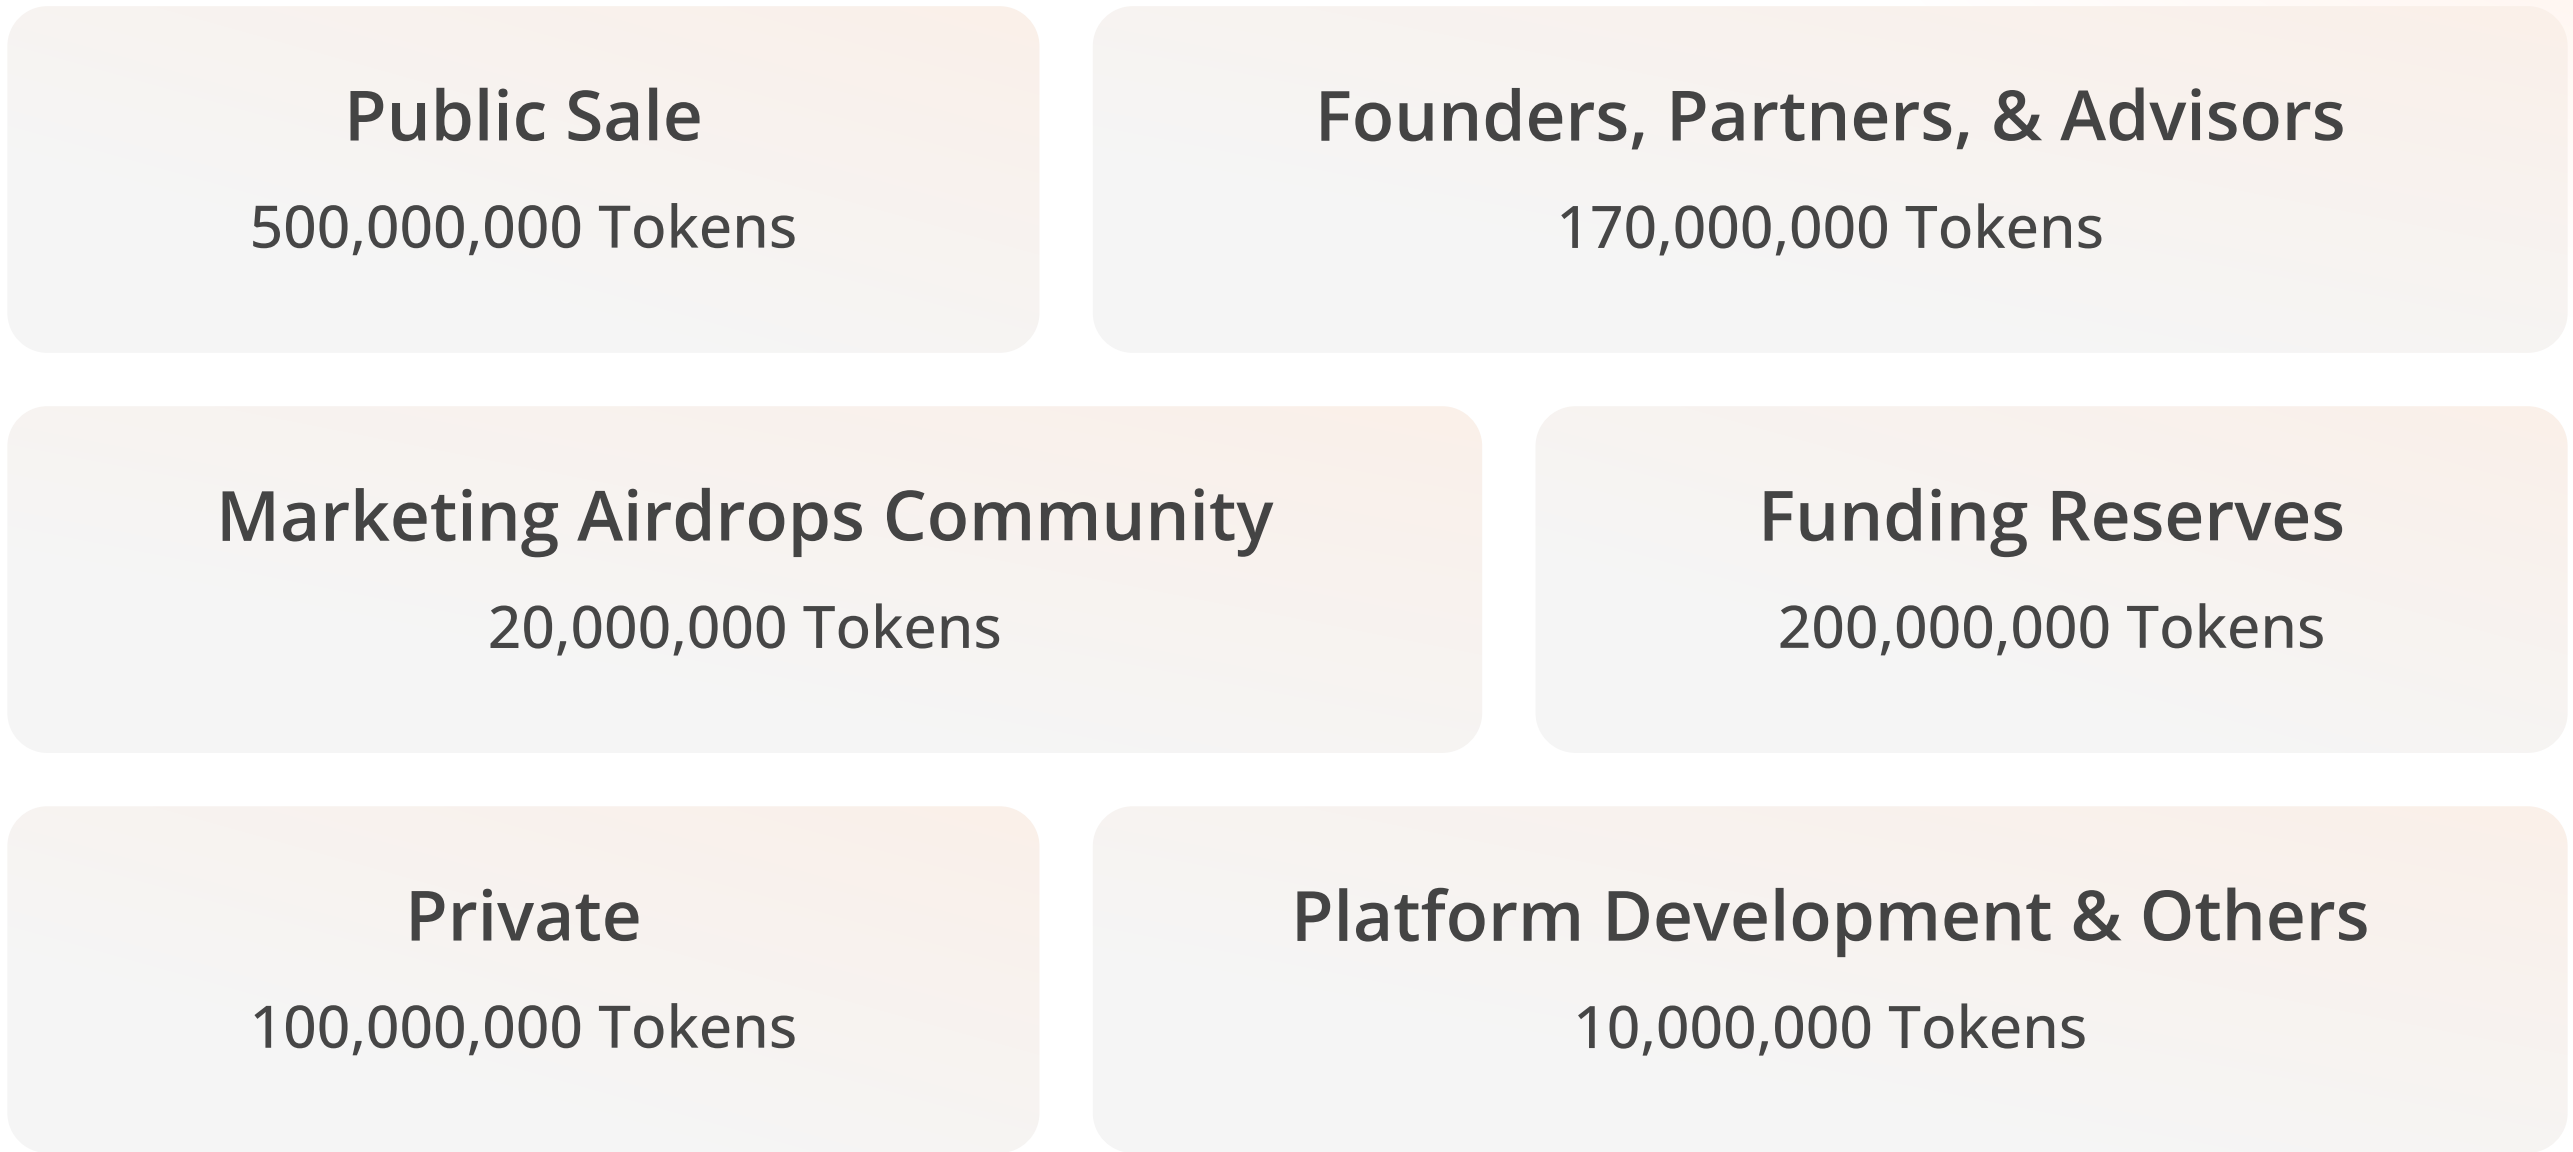 Public Sale
500,000,000 Tokens
Founders, Partners, & Advisors
170,000,000 Tokens
Marketing Airdrops Community
20,000,000 Tokens
Funding Reserves
200,000,000 Tokens
Private
100,000,000 Tokens
Platform Development & Others
10,000,000 Tokens